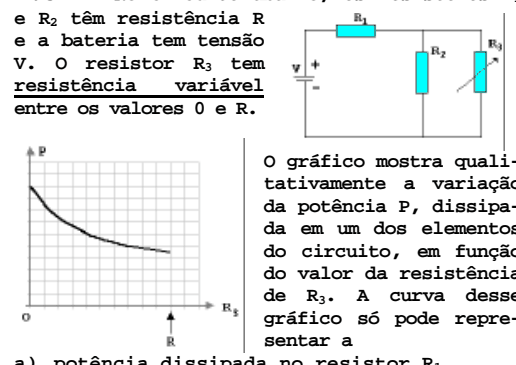 e R₂ têm resistência R
e a bateria tem tensão
V. O resistor R₃ tem
resistência variável
entre os valores 0 e R.
R₁
R₂
R₃
V
+
−
P
O
R
R₃
O gráfico mostra quali-
tativamente a variação
da potência P, dissipa-
da em um dos elementos
do circuito, em função
do valor da resistência
de R₃. A curva desse
gráfico só pode repre-
sentar a
a) potência dissipada no resistor R₁